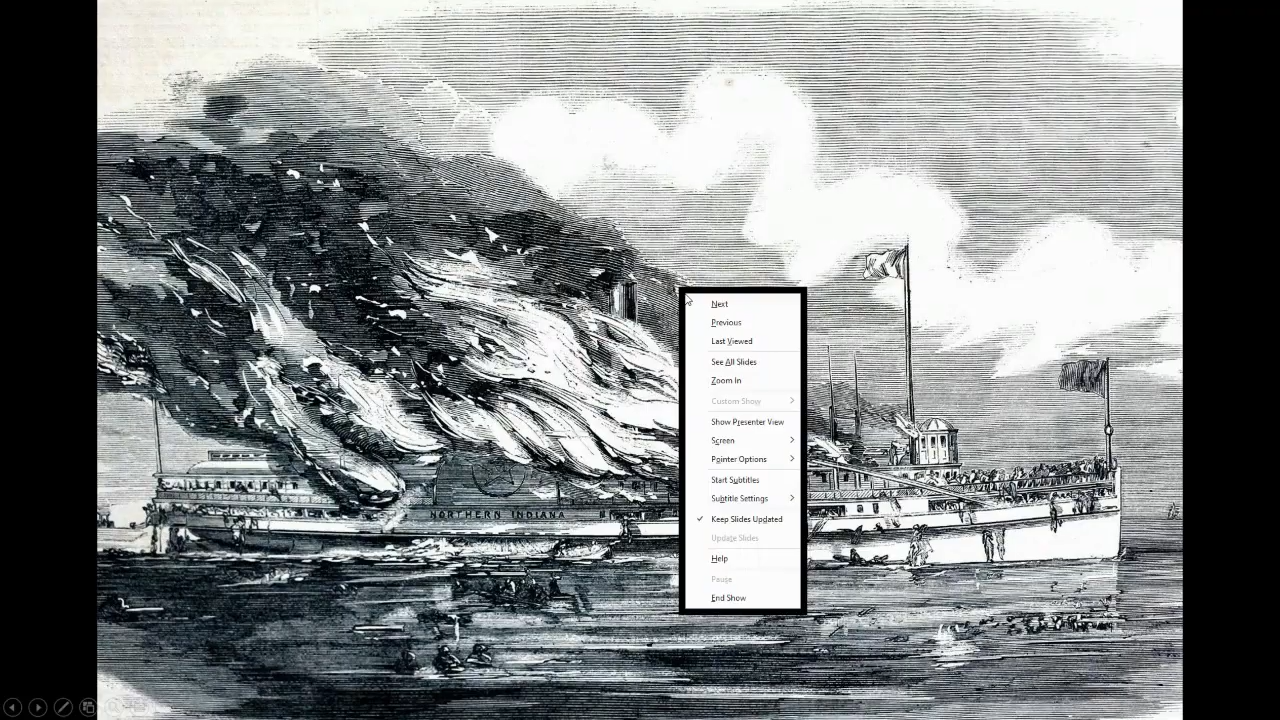 Next
Previous
Last Viewed
See All Slides
Zoom In
Custom Show
Show Presenter View
Screen
Pointer Options
Start Subtitles
Subtitle Settings
Keep Slides Updated
Update Slides
Help
Pause
End Show
NORTHERN INDIANA